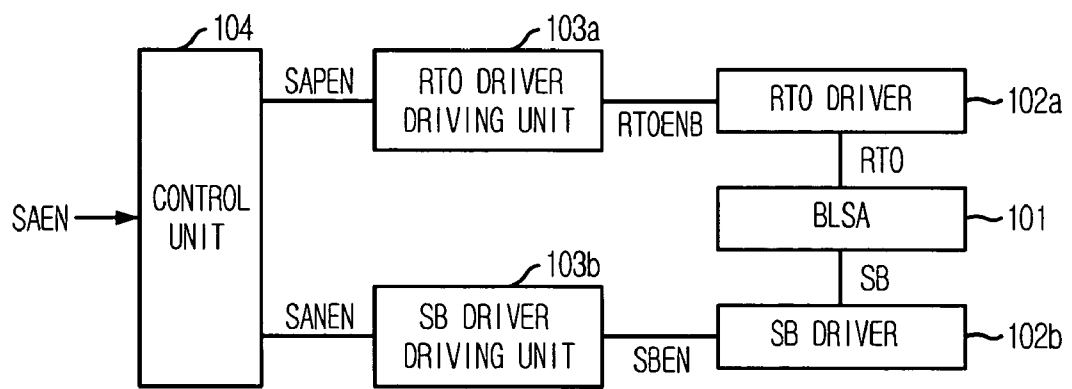 104
103a
SAPEN
RTO DRIVER
DRIVING UNIT
RTOENB
RTO DRIVER
102a
RTO
SAEN
CONTROL
UNIT
BLSA
101
SB
103b
SANEN
SB DRIVER
DRIVING UNIT
SBEN
SB DRIVER
102b